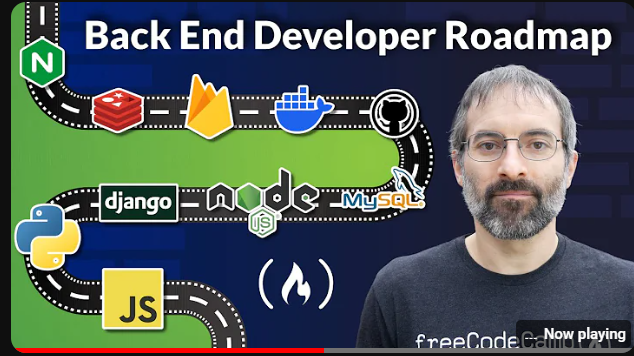 Back End Developer Roadmap
N
django
node
JS
MySQL
JS
freeCodeCamp
Now playing